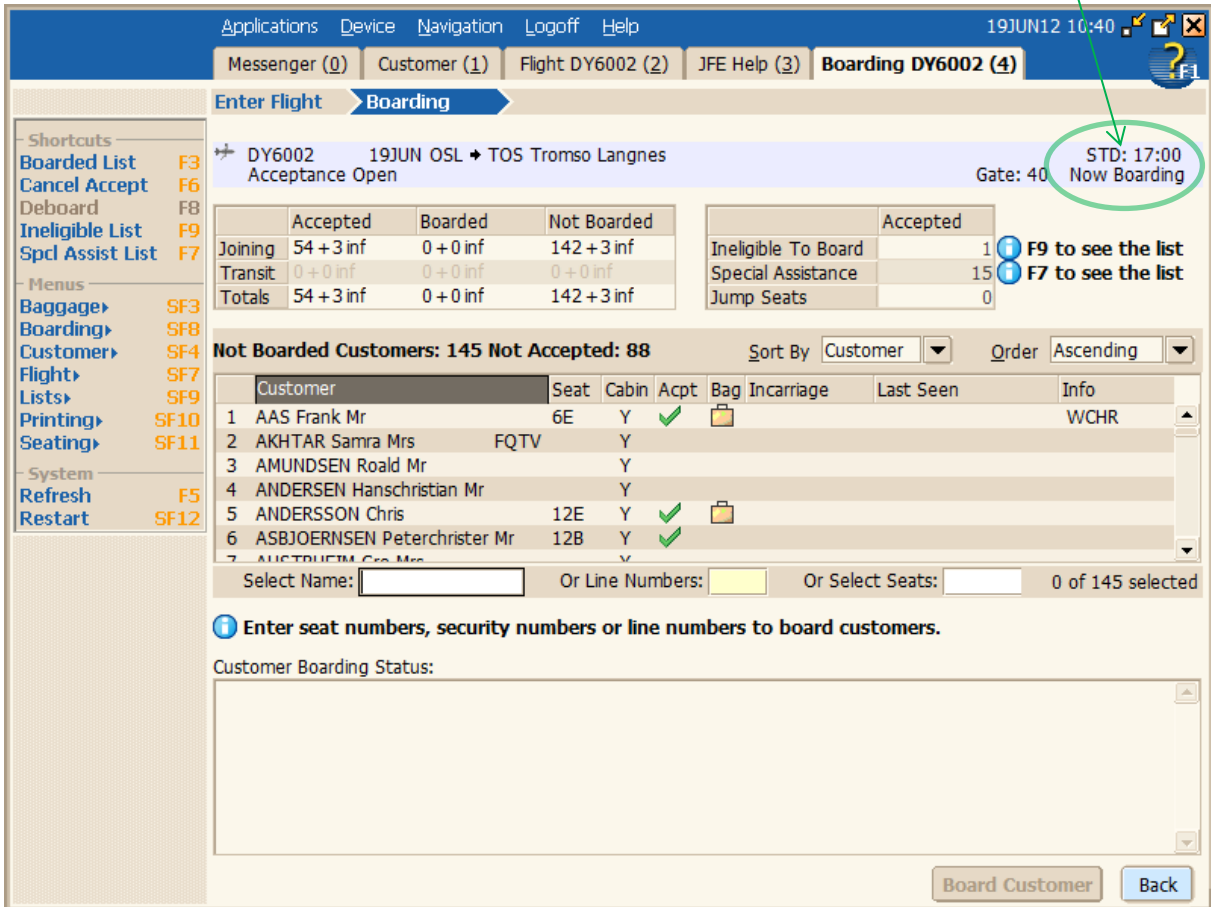 Applications Device Navigation Logoff Help 19JUN12 10:40
Messenger (0) Customer (1) Flight DY6002 (2) JFE Help (3) Boarding DY6002 (4) ? F1
Enter Flight Boarding
Shortcuts
Boarded List F3
Cancel Accept F6
Deboard F8
Ineligible List F9
Spcl Assist List F7
Menus
Baggage SF3
Boarding SF8
Customer SF4
Flight SF7
Lists SF9
Printing SF10
Seating SF11
System
Refresh F5
Restart SF12
DY6002 19JUN OSL → TOS Tromso Langnes STD: 17:00
Acceptance Open Gate: 40 Now Boarding
Accepted Boarded Not Boarded
Joining 54 + 3 inf 0 + 0 inf 142 + 3 inf
Transit 0 + 0 inf 0 + 0 inf 0 + 0 inf
Totals 54 + 3 inf 0 + 0 inf 142 + 3 inf
Accepted
Ineligible To Board 1 i F9 to see the list
Special Assistance 15 i F7 to see the list
Jump Seats 0
Not Boarded Customers: 145 Not Accepted: 88 Sort By Customer Order Ascending
Customer Seat Cabin Acpt Bag Incarriage Last Seen Info
1 AAS Frank Mr 6E Y WCHR
2 AKHTAR Samra Mrs FQTV Y
3 AMUNDSEN Roald Mr Y
4 ANDERSEN Hanschristian Mr Y
5 ANDERSSON Chris 12E Y
6 ASBJOERNSEN Peterchrister Mr 12B Y
7 Mrs Y
Select Name: Or Line Numbers: Or Select Seats: 0 of 145 selected
i Enter seat numbers, security numbers or line numbers to board customers.
Customer Boarding Status:
Board Customer Back